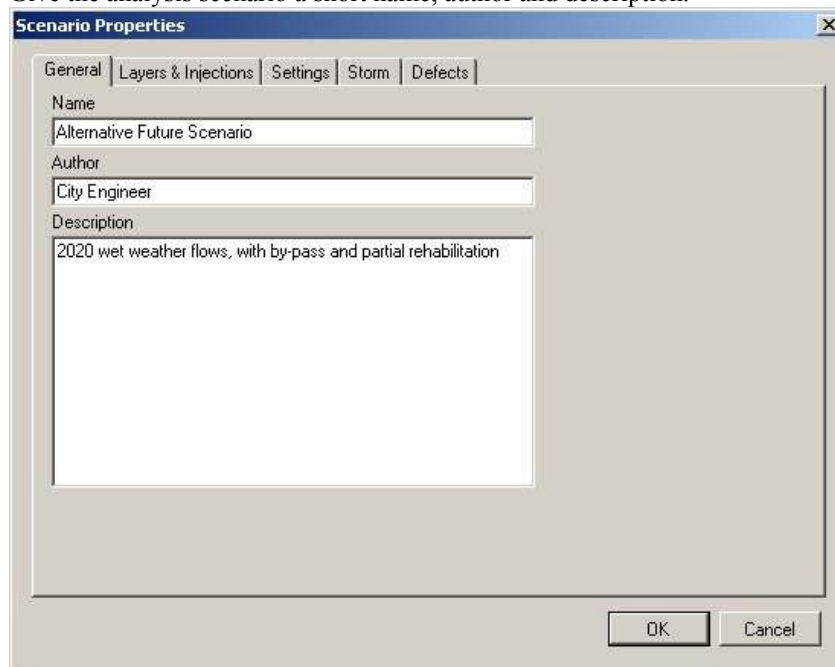 Give the analysis scenario a short name, author and description.
Scenario Properties
General Layers & Injections Settings Storm Defects
Name
Alternative Future Scenario
Author
City Engineer
Description
2020 wet weather flows, with by-pass and partial rehabilitation
OK Cancel